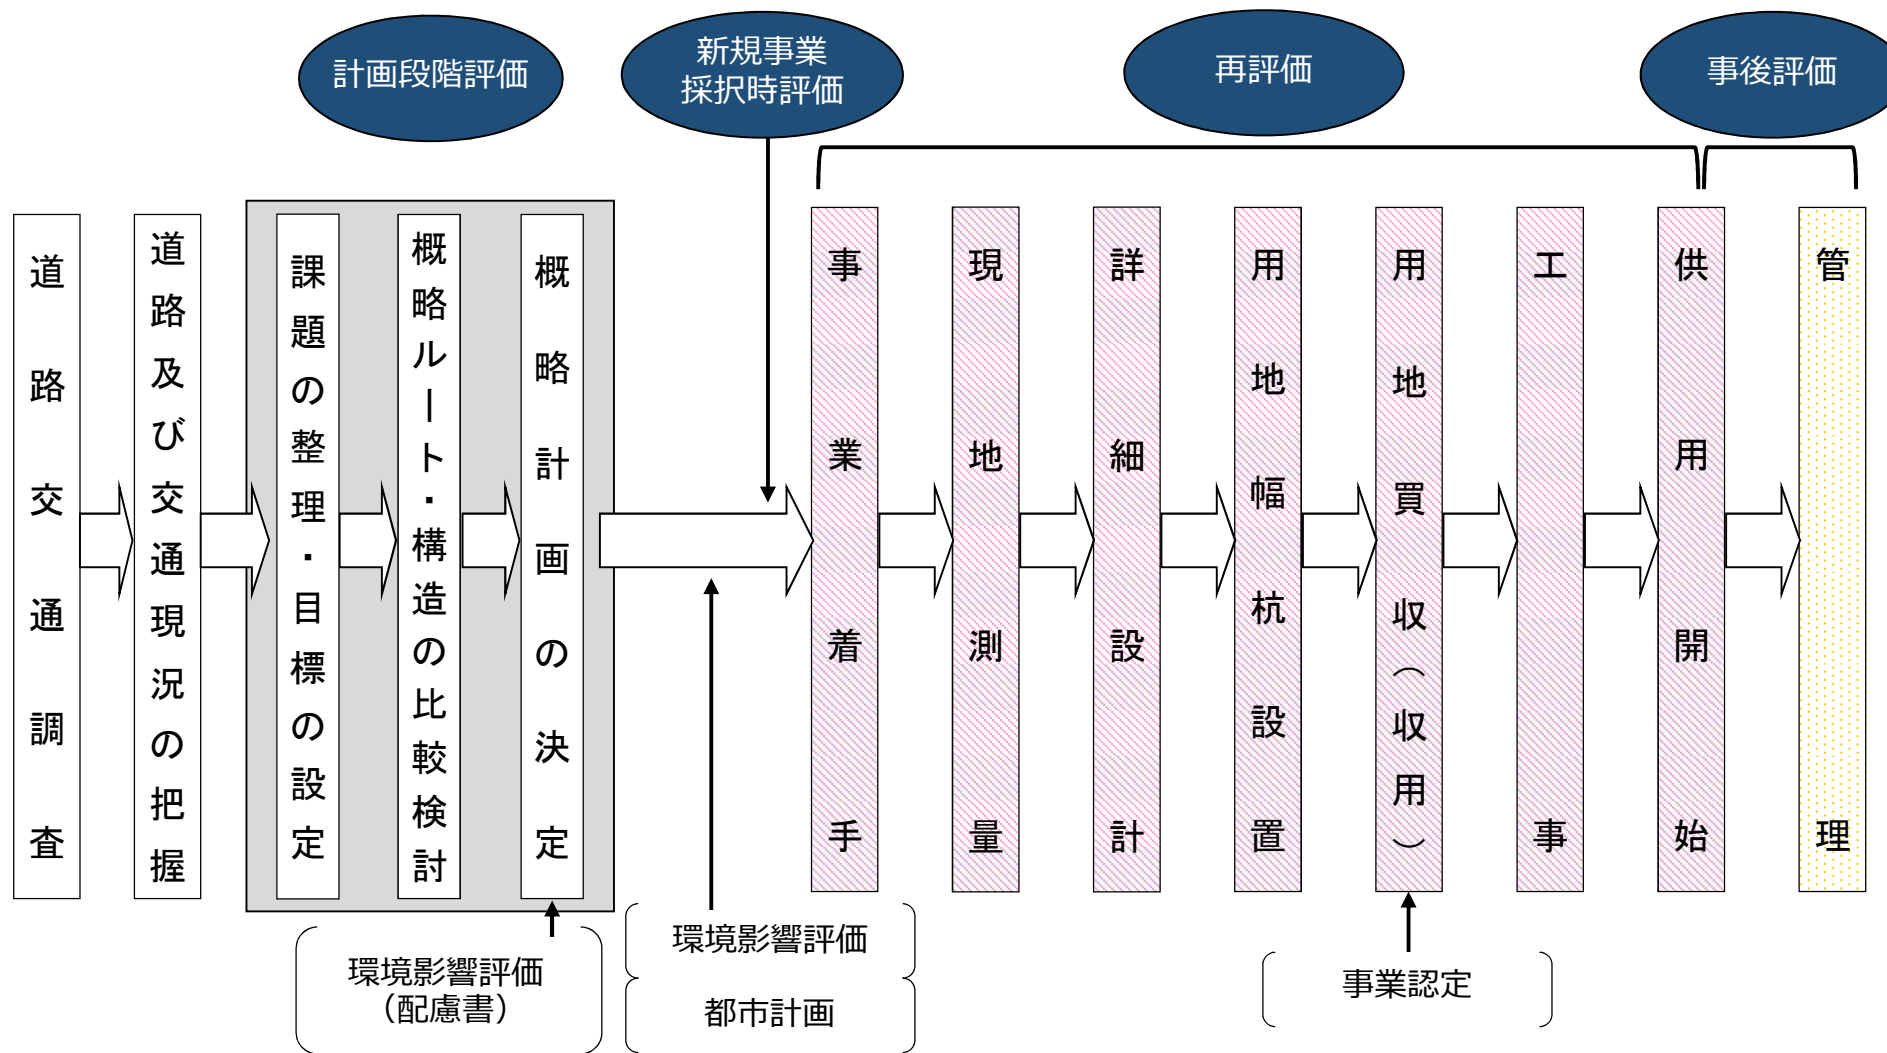 計画段階評価
新規事業
採択時評価
再評価
事後評価
道路交通調査
道路及び交通現況の把握
課題の整理・目標の設定
概略ルート・構造の比較検討
概略計画の決定
事業着手
現地測量
詳細設計
用地幅杭設置
用地買収（収用）
工事
供用開始
管理
環境影響評価
（配慮書）
環境影響評価
都市計画
事業認定